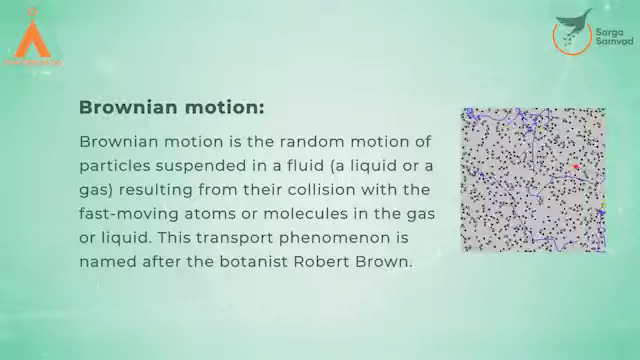 Sarga
Samvad
Brownian motion:
Brownian motion is the random motion of
particles suspended in a fluid (a liquid or a
gas) resulting from their collision with the
fast-moving atoms or molecules in the gas
or liquid. This transport phenomenon is
named after the botanist Robert Brown.